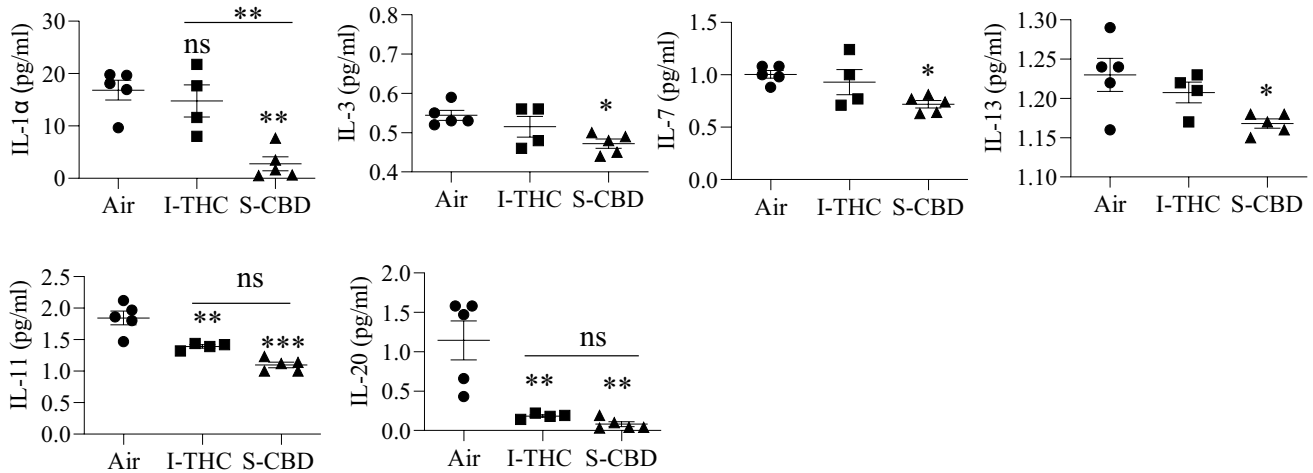 IL-1α (pg/ml)
30
20
10
0
**
ns
**
Air I-THC S-CBD
IL-3 (pg/ml)
0.8
0.7
0.6
0.5
0.4
*
Air I-THC S-CBD
IL-7 (pg/ml)
1.5
1.0
0.5
0.0
*
Air I-THC S-CBD
IL-13 (pg/ml)
1.30
1.25
1.20
1.15
1.10
*
Air I-THC S-CBD
IL-11 (pg/ml)
2.5
2.0
1.5
1.0
0.5
0.0
ns
**
***
Air I-THC S-CBD
IL-20 (pg/ml)
2.0
1.5
1.0
0.5
0.0
ns
** **
Air I-THC S-CBD